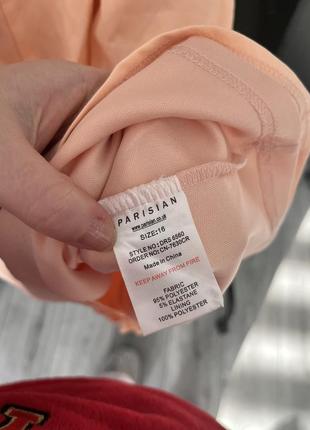 PARISIAN
www.parisian.co.uk
SIZE:16
STYLE NO: DRS 6560
ORDER NO: CN-7630CR
Made in China
KEEP AWAY FROM FIRE
FABRIC
95% POLYESTER
5% ELASTANE
LINING
100% POLYESTER